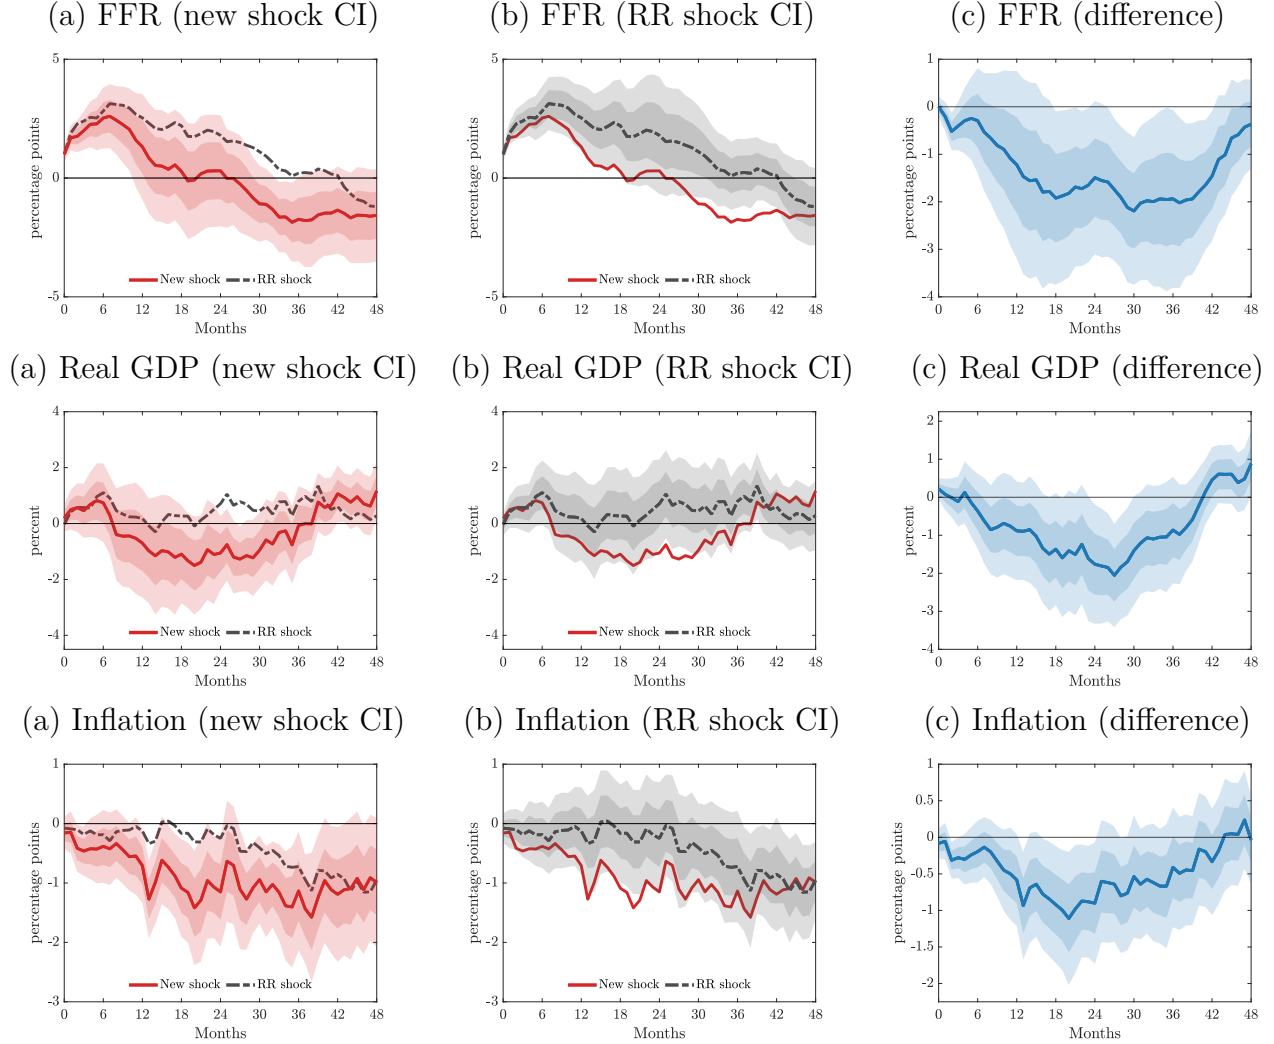 (a) FFR (new shock CI)
(b) FFR (RR shock CI)
(c) FFR (difference)
5
0
-5
percentage points
New shock RR shock
0 6 12 18 24 30 36 42 48
Months
5
0
-5
percentage points
New shock RR shock
0 6 12 18 24 30 36 42 48
Months
1
0
-1
-2
-3
-4
percentage points
0 6 12 18 24 30 36 42 48
Months
(a) Real GDP (new shock CI)
(b) Real GDP (RR shock CI)
(c) Real GDP (difference)
4
2
0
-2
-4
percent
New shock RR shock
0 6 12 18 24 30 36 42 48
Months
4
2
0
-2
-4
percent
New shock RR shock
0 6 12 18 24 30 36 42 48
Months
2
1
0
-1
-2
-3
-4
percent
0 6 12 18 24 30 36 42 48
Months
(a) Inflation (new shock CI)
(b) Inflation (RR shock CI)
(c) Inflation (difference)
1
0
-1
-2
-3
percentage points
New shock RR shock
0 6 12 18 24 30 36 42 48
Months
1
0
-1
-2
-3
percentage points
New shock RR shock
0 6 12 18 24 30 36 42 48
Months
1
0.5
0
-0.5
-1
-1.5
-2
percentage points
0 6 12 18 24 30 36 42 48
Months